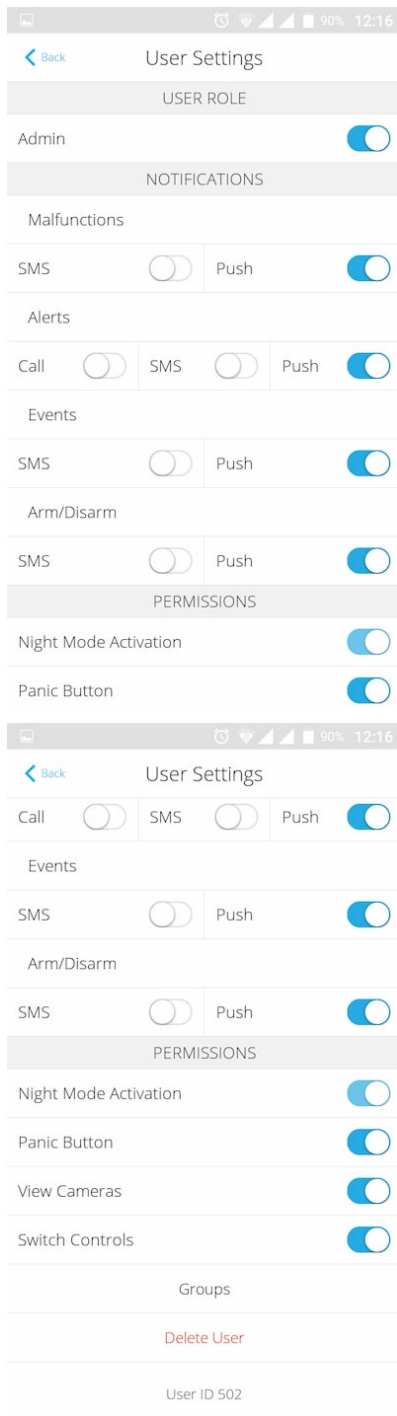 90% 12:16
Back User Settings
USER ROLE
Admin
NOTIFICATIONS
Malfunctions
SMS Push
Alerts
Call SMS Push
Events
SMS Push
Arm/Disarm
SMS Push
PERMISSIONS
Night Mode Activation
Panic Button
90% 12:16
Back User Settings
Call SMS Push
Events
SMS Push
Arm/Disarm
SMS Push
PERMISSIONS
Night Mode Activation
Panic Button
View Cameras
Switch Controls
Groups
Delete User
User ID 502